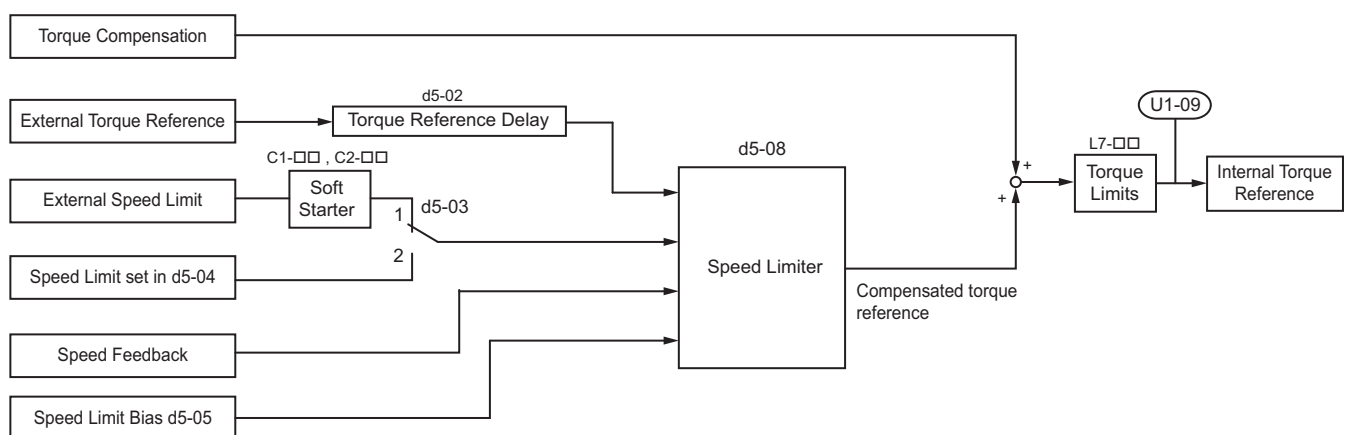 Torque Compensation
d5-02
External Torque Reference
Torque Reference Delay
U1-09
C1-□□ , C2-□□
d5-08
L7-□□
External Speed Limit
Soft
Starter
1
d5-03
+
+
Torque
Limits
Internal Torque
Reference
2
Speed Limit set in d5-04
Speed Limiter
Compensated torque
reference
Speed Feedback
Speed Limit Bias d5-05